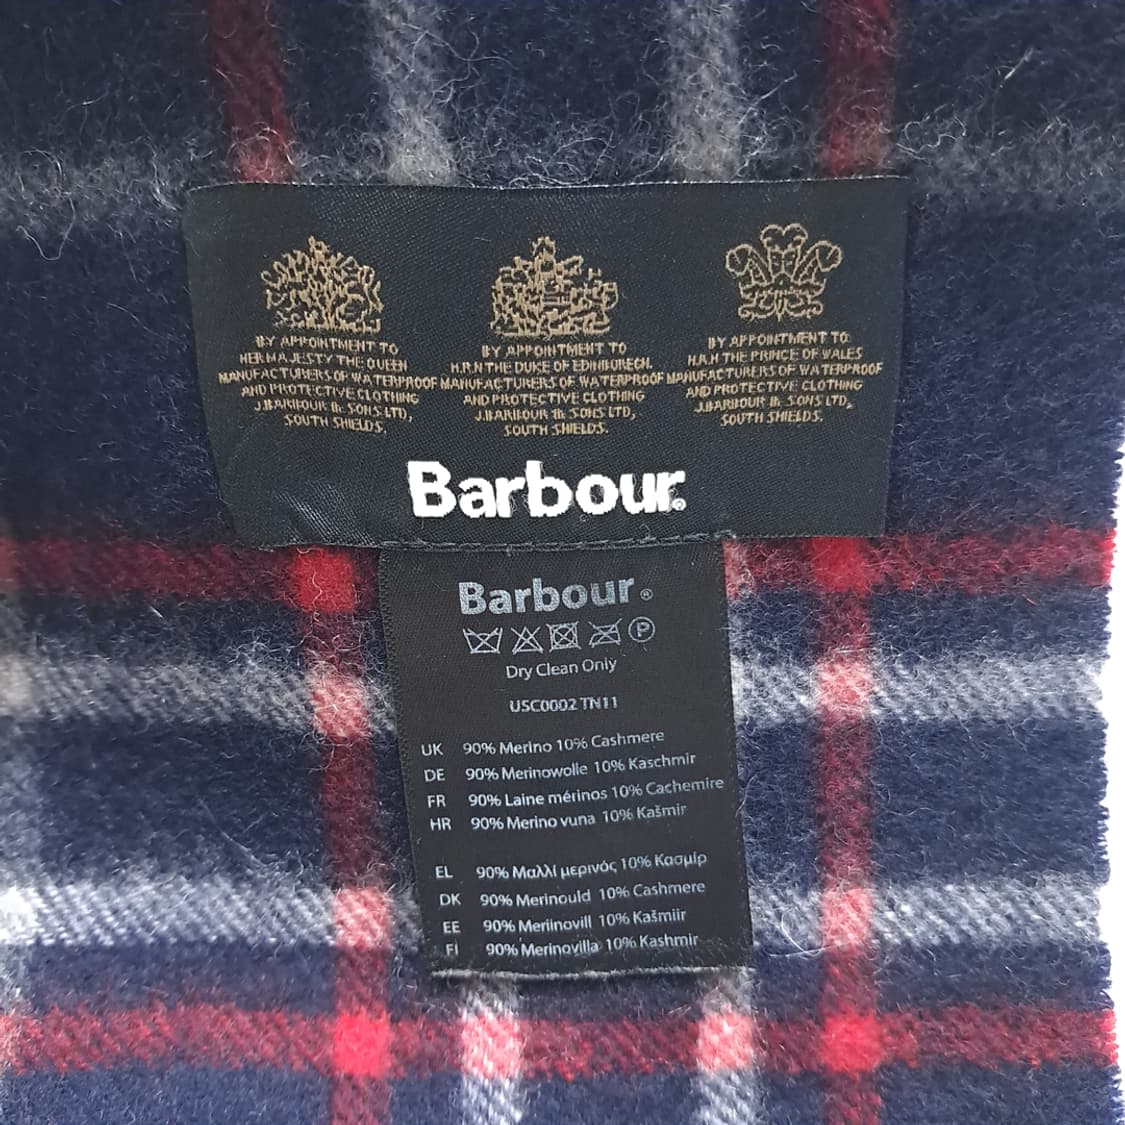 BY APPOINTMENT TO
HER MAJESTY THE QUEEN
MANUFACTURERS OF WATERPROOF
AND PROTECTIVE CLOTHING
J.BARBOUR & SONS LTD,
SOUTH SHIELDS.
BY APPOINTMENT TO
H.R.H THE DUKE OF EDINBURGH,
MANUFACTURERS OF WATERPROOF
AND PROTECTIVE CLOTHING
J.BARBOUR & SONS LTD,
SOUTH SHIELDS.
BY APPOINTMENT TO
H.R.H THE PRINCE OF WALES
MANUFACTURERS OF WATERPROOF
AND PROTECTIVE CLOTHING
J.BARBOUR & SONS LTD,
SOUTH SHIELDS.
Barbour®
Barbour®
P
Dry Clean Only
USC0002 TN11
UK 90% Merino 10% Cashmere
DE 90% Merinowolle 10% Kaschmir
FR 90% Laine mérinos 10% Cachemire
HR 90% Merino vuna 10% Kašmir
EL 90% Μαλλί μερινός 10% Κασμίρ
DK 90% Merinould 10% Cashmere
EE 90% Meriinovill 10% Kašmiir
FI 90% Merinovilla 10% Kashmir